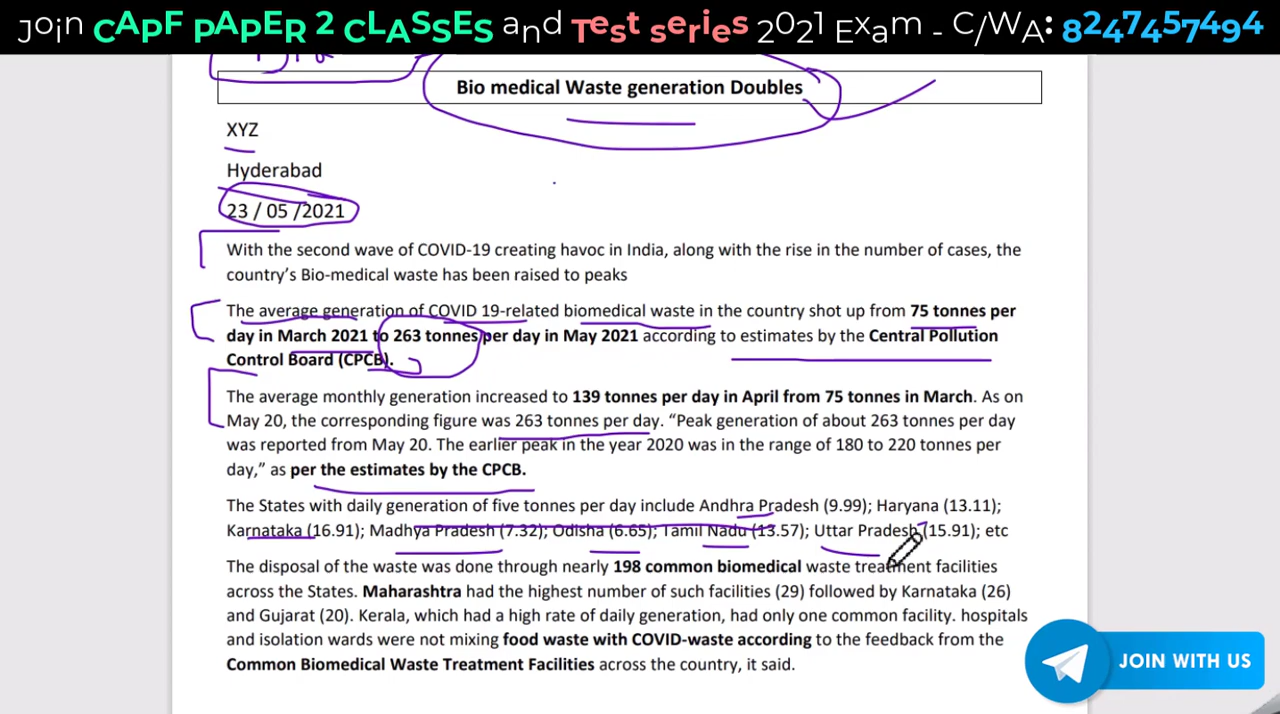 Join CAPF PAPER 2 CLASSES and Test series 2021 Exam - C/WA: 8247457494
Bio medical Waste generation Doubles
XYZ
Hyderabad
23 / 05 /2021
With the second wave of COVID-19 creating havoc in India, along with the rise in the number of cases, the
country's Bio-medical waste has been raised to peaks
The average generation of COVID 19-related biomedical waste in the country shot up from 75 tonnes per
day in March 2021 to 263 tonnes per day in May 2021 according to estimates by the Central Pollution
Control Board (CPCB).
The average monthly generation increased to 139 tonnes per day in April from 75 tonnes in March. As on
May 20, the corresponding figure was 263 tonnes per day. “Peak generation of about 263 tonnes per day
was reported from May 20. The earlier peak in the year 2020 was in the range of 180 to 220 tonnes per
day,” as per the estimates by the CPCB.
The States with daily generation of five tonnes per day include Andhra Pradesh (9.99); Haryana (13.11);
Karnataka (16.91); Madhya Pradesh (7.32); Odisha (6.65); Tamil Nadu (13.57); Uttar Pradesh (15.91); etc
The disposal of the waste was done through nearly 198 common biomedical waste treatment facilities
across the States. Maharashtra had the highest number of such facilities (29) followed by Karnataka (26)
and Gujarat (20). Kerala, which had a high rate of daily generation, had only one common facility. hospitals
and isolation wards were not mixing food waste with COVID-waste according to the feedback from the
Common Biomedical Waste Treatment Facilities across the country, it said.
JOIN WITH US